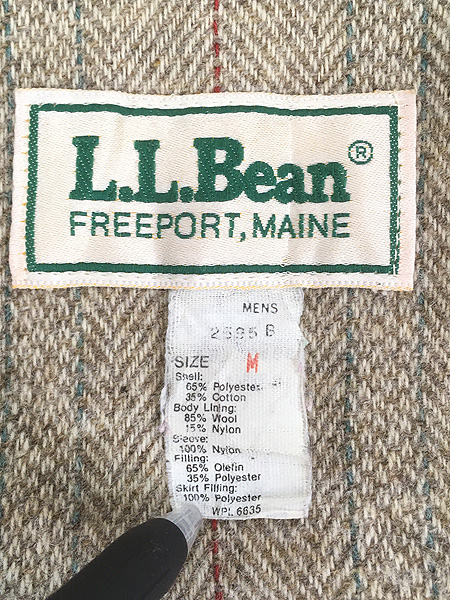 L.L.Bean®
FREEPORT, MAINE
MENS
2595 B
SIZE M
Shell:
65% Polyester
35% Cotton
Body Lining:
85% Wool
15% Nylon
Sleeve:
100% Nylon
Filling:
65% Olefin
35% Polyester
Skirt Filling:
100% Polyester
WPL 6635